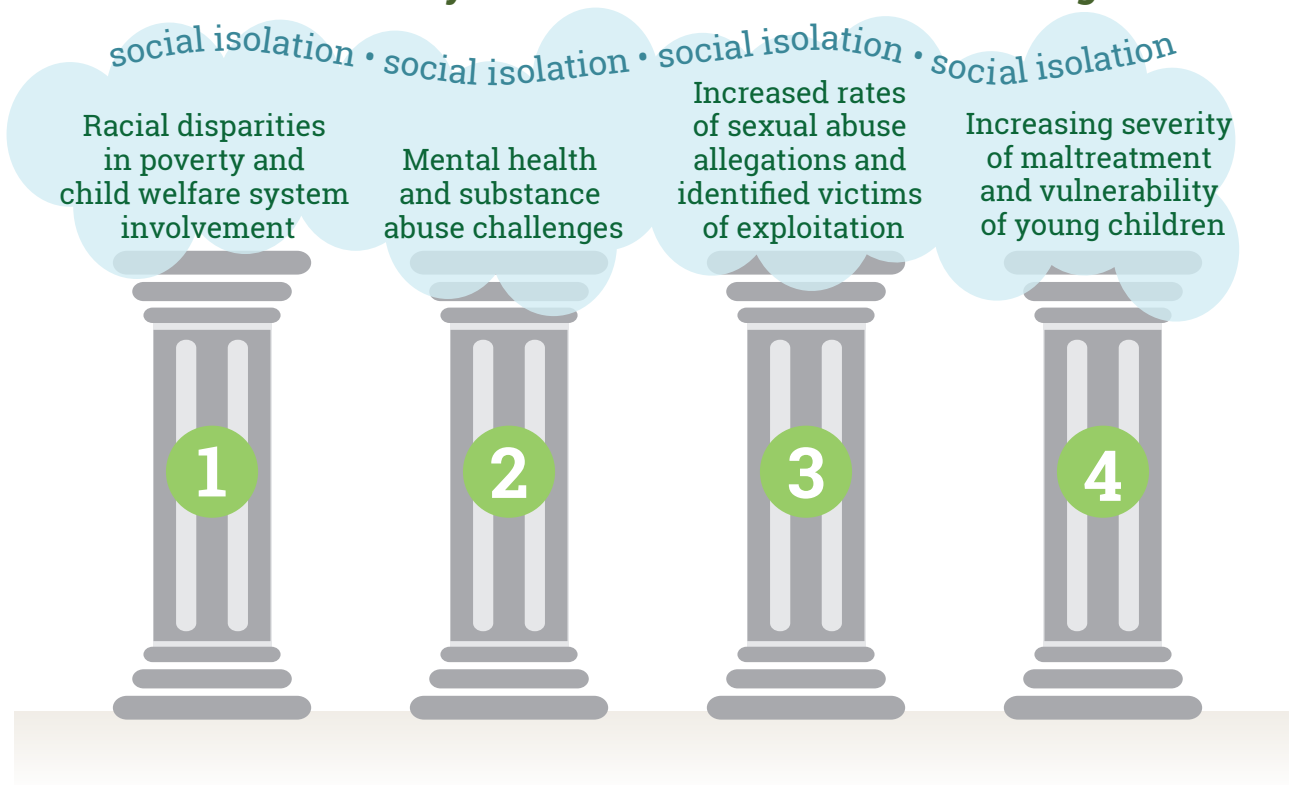 social isolation • social isolation • social isolation • social isolation
Racial disparities
in poverty and
child welfare system
involvement
Mental health
and substance
abuse challenges
Increased rates
of sexual abuse
allegations and
identified victims
of exploitation
Increasing severity
of maltreatment
and vulnerability
of young children
1
2
3
4